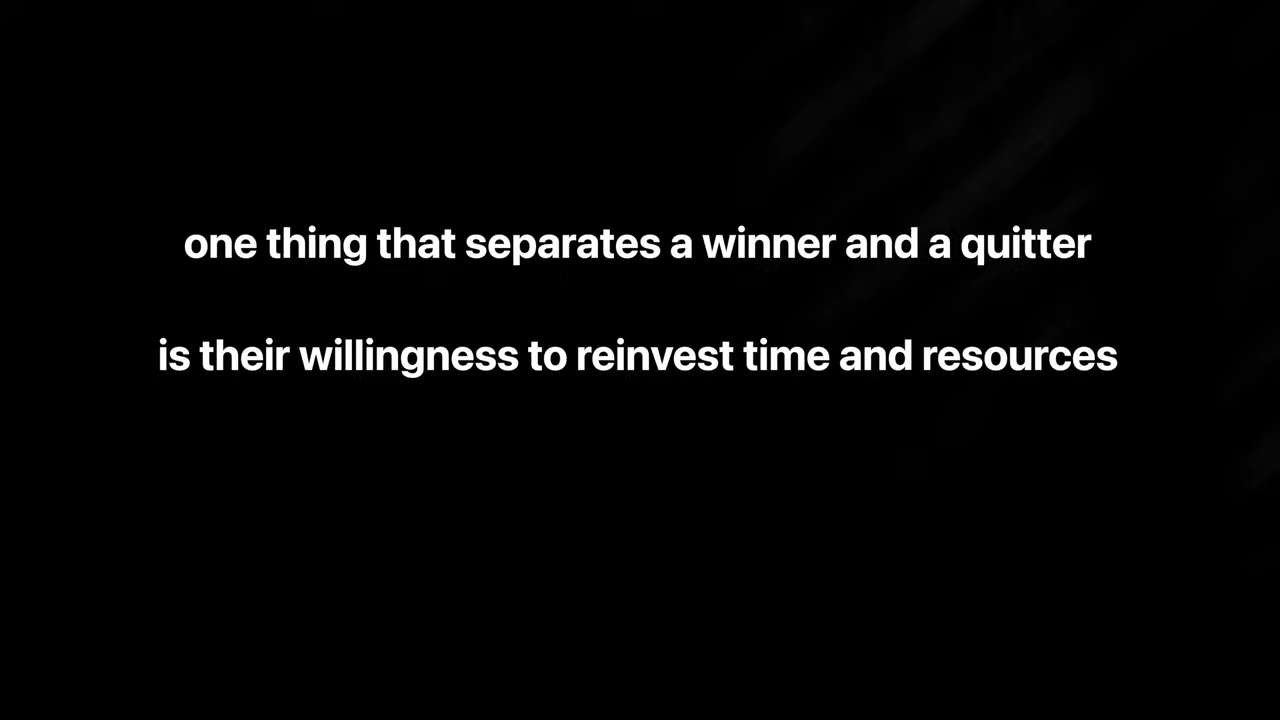 one thing that separates a winner and a quitter
is their willingness to reinvest time and resources